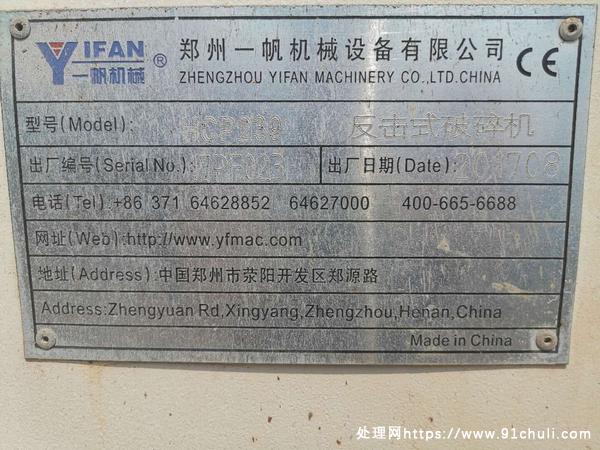 YIFAN
一帆机械 ®
郑州一帆机械设备有限公司
ZHENGZHOU YIFAN MACHINERY CO.,LTD.CHINA
CE
型号(Model): 反击式破碎机
出厂编号(Serial No.): 出厂日期(Date): 201708
电话(Tel):+86 371 64628852 64627000 400-665-6688
网址(Web):http://www.yfmac.com
地址(Address):中国郑州市荥阳开发区郑源路
Address:Zhengyuan Rd,Xingyang,Zhengzhou,Henan,China
Made in China
处理网https://www.91chuli.com